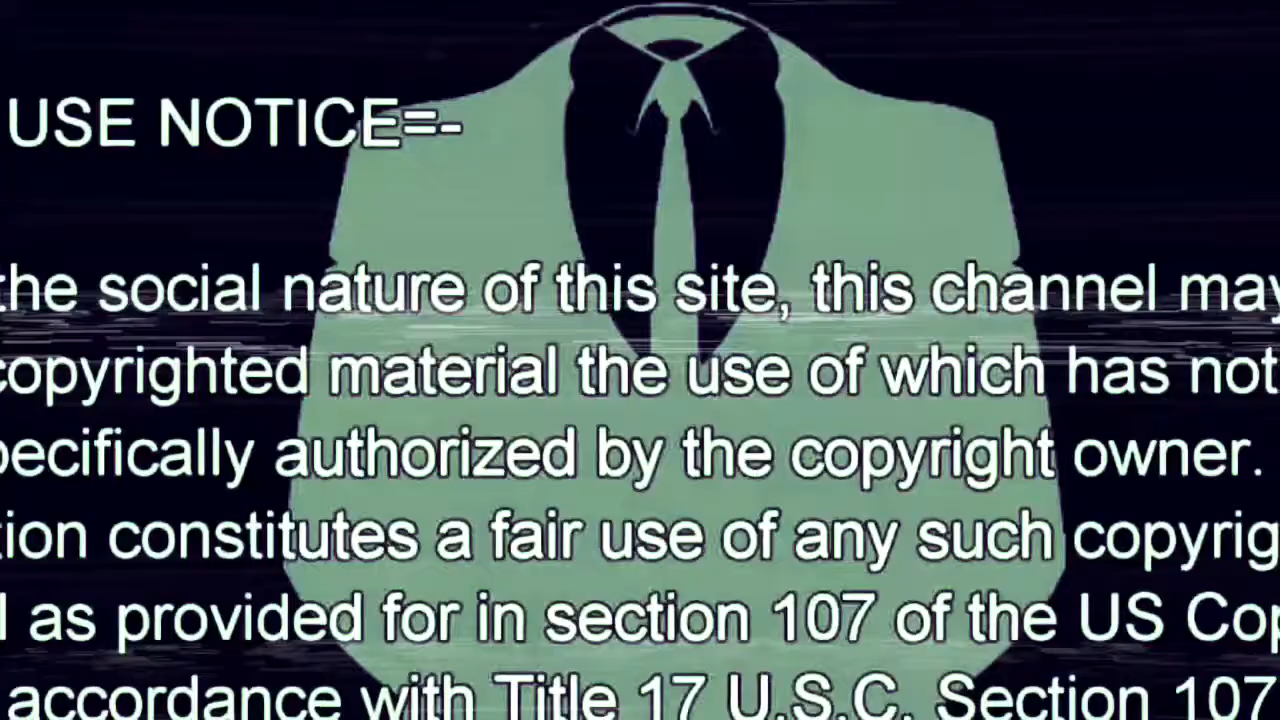 USE NOTICE=-
the social nature of this site, this channel may
copyrighted material the use of which has not
pecifically authorized by the copyright owner.
tion constitutes a fair use of any such copyrig
as provided for in section 107 of the US Cop
accordance with Title 17 U.S.C. Section 107